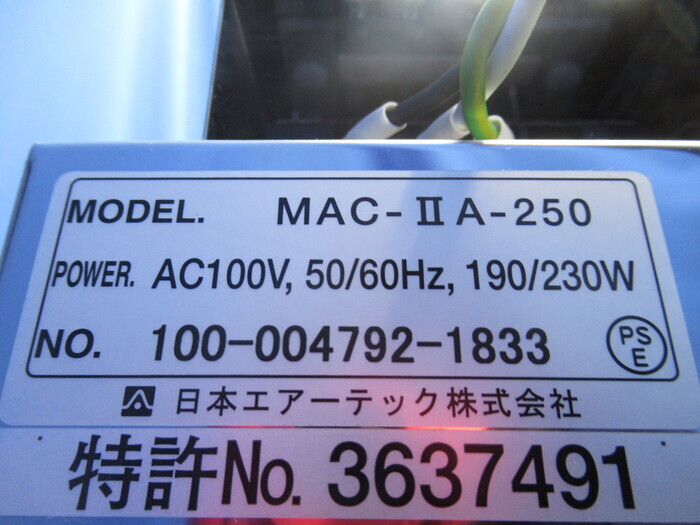 MODEL. MAC-ⅡA-250
POWER. AC100V, 50/60Hz, 190/230W
NO. 100-004792-1833
PS
E
日本エアーテック株式会社
特許No. 3637491